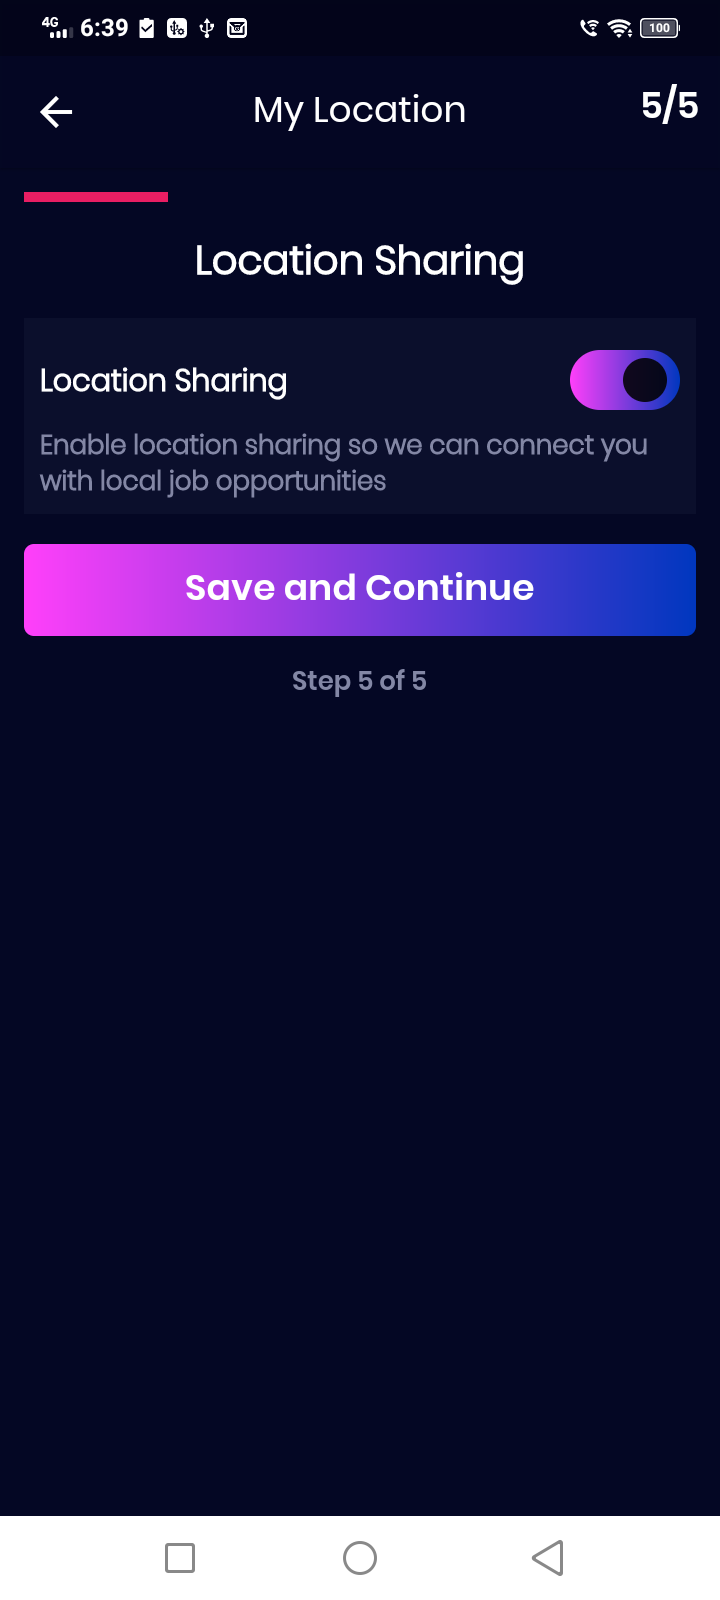 4G 6:39 100
My Location 5/5
Location Sharing
Location Sharing
Enable location sharing so we can connect you
with local job opportunities
Save and Continue
Step 5 of 5